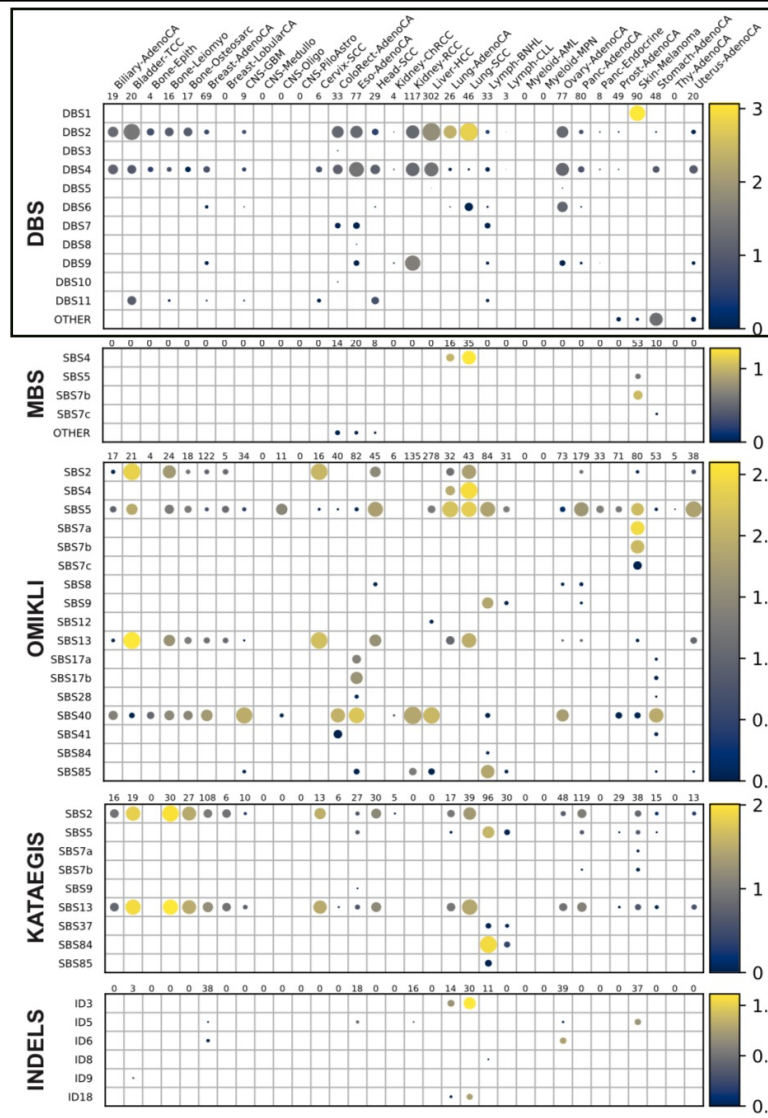 Biliary-AdenoCA
Bladder-TCC
Bone-Epith
Bone-Leiomyo
Bone-Osteosarc
Breast-AdenoCA
Breast-LobularCA
CNS-GBM
CNS-Medullo
CNS-Oligo
CNS-PiloAstro
Cervix-SCC
ColoRect-AdenoCA
Eso-AdenoCA
Head-SCC
Kidney-ChRCC
Kidney-RCC
Liver-HCC
Lung-AdenoCA
Lung-SCC
Lymph-BNHL
Lymph-CLL
Myeloid-AML
Myeloid-MPN
Ovary-AdenoCA
Panc-AdenoCA
Panc-Endocrine
Prost-AdenoCA
Skin-Melanoma
Stomach-AdenoCA
Thy-AdenoCA
Uterus-AdenoCA
19 20 4 16 17 69 0 9 0 0 0 6 33 77 29 4 117 302 26 46 33 3 0 0 77 80 8 49 90 48 0 20
DBS
DBS1
DBS2
DBS3
DBS4
DBS5
DBS6
DBS7
DBS8
DBS9
DBS10
DBS11
OTHER
3
2
1
0
0 0 0 0 0 0 0 0 0 0 0 0 14 20 8 0 0 0 16 35 0 0 0 0 0 0 0 0 53 10 0 0
MBS
SBS4
SBS5
SBS7b
SBS7c
OTHER
1
0
17 21 4 24 18 122 5 34 0 11 0 16 40 82 45 6 135 278 32 43 84 31 0 0 73 179 33 71 80 53 5 38
OMIKLI
SBS2
SBS4
SBS5
SBS7a
SBS7b
SBS7c
SBS8
SBS9
SBS12
SBS13
SBS17a
SBS17b
SBS28
SBS40
SBS41
SBS84
SBS85
2.
2.
1.
1.
0.
0.
16 19 0 30 27 108 6 10 0 0 0 13 6 27 30 5 0 0 17 39 96 30 0 0 48 119 0 29 38 15 0 13
KATAEGIS
SBS2
SBS5
SBS7a
SBS7b
SBS9
SBS13
SBS37
SBS84
SBS85
2
1
0
0 3 0 0 0 38 0 0 0 0 0 0 0 18 0 0 16 0 14 30 11 0 0 0 39 0 0 0 37 0 0 0
INDELS
ID3
ID5
ID6
ID8
ID9
ID18
1.
0.
0.